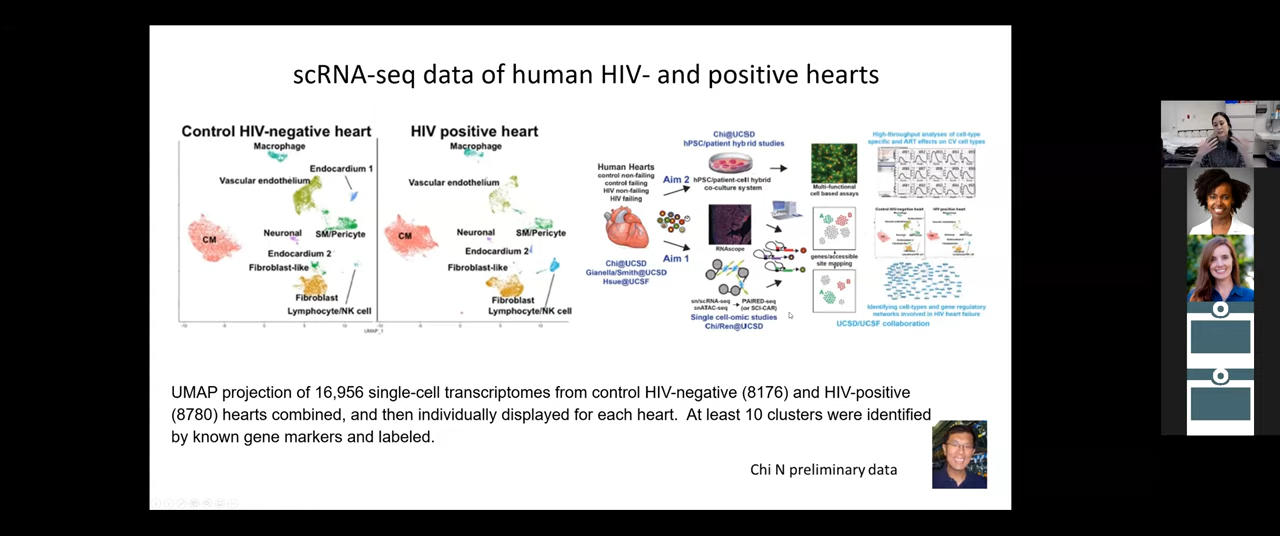 scRNA-seq data of human HIV- and positive hearts
Control HIV-negative heart
Macrophage
Endocardium 1
Vascular endothelium
CM
Neuronal
SM/Pericyte
Endocardium 2
Fibroblast-like
Fibroblast
Lymphocyte/NK cell
HIV positive heart
Macrophage
Vascular endothelium
CM
Neuronal
SM/Pericyte
Endocardium 2
Fibroblast-like
Fibroblast
Lymphocyte/NK cell
UMAP_1
Human Hearts
control non-failing
control failing
HIV non-failing
HIV failing
Chi@UCSD
Gianella/Smith@UCSD
Hsue@UCSF
Aim 2
Aim 1
Chi@UCSD
hPSC/patient hybrid studies
hPSC/patient-cell hybrid
co-culture system
RNAscope
sn/scRNA-seq
snATAC-seq
PAIRED-seq
(or SCI-CAR)
Single cell-omic studies
Chi/Ren@UCSD
Multi-functional
cell based assays
genes/accessible
site mapping
High-throughput analyses of cell-type
specific and ART effects on CV cell types
Identifying cell-types and gene regulatory
networks involved in HIV heart failure
UCSD/UCSF collaboration
UMAP projection of 16,956 single-cell transcriptomes from control HIV-negative (8176) and HIV-positive
(8780) hearts combined, and then individually displayed for each heart. At least 10 clusters were identified
by known gene markers and labeled.
Chi N preliminary data